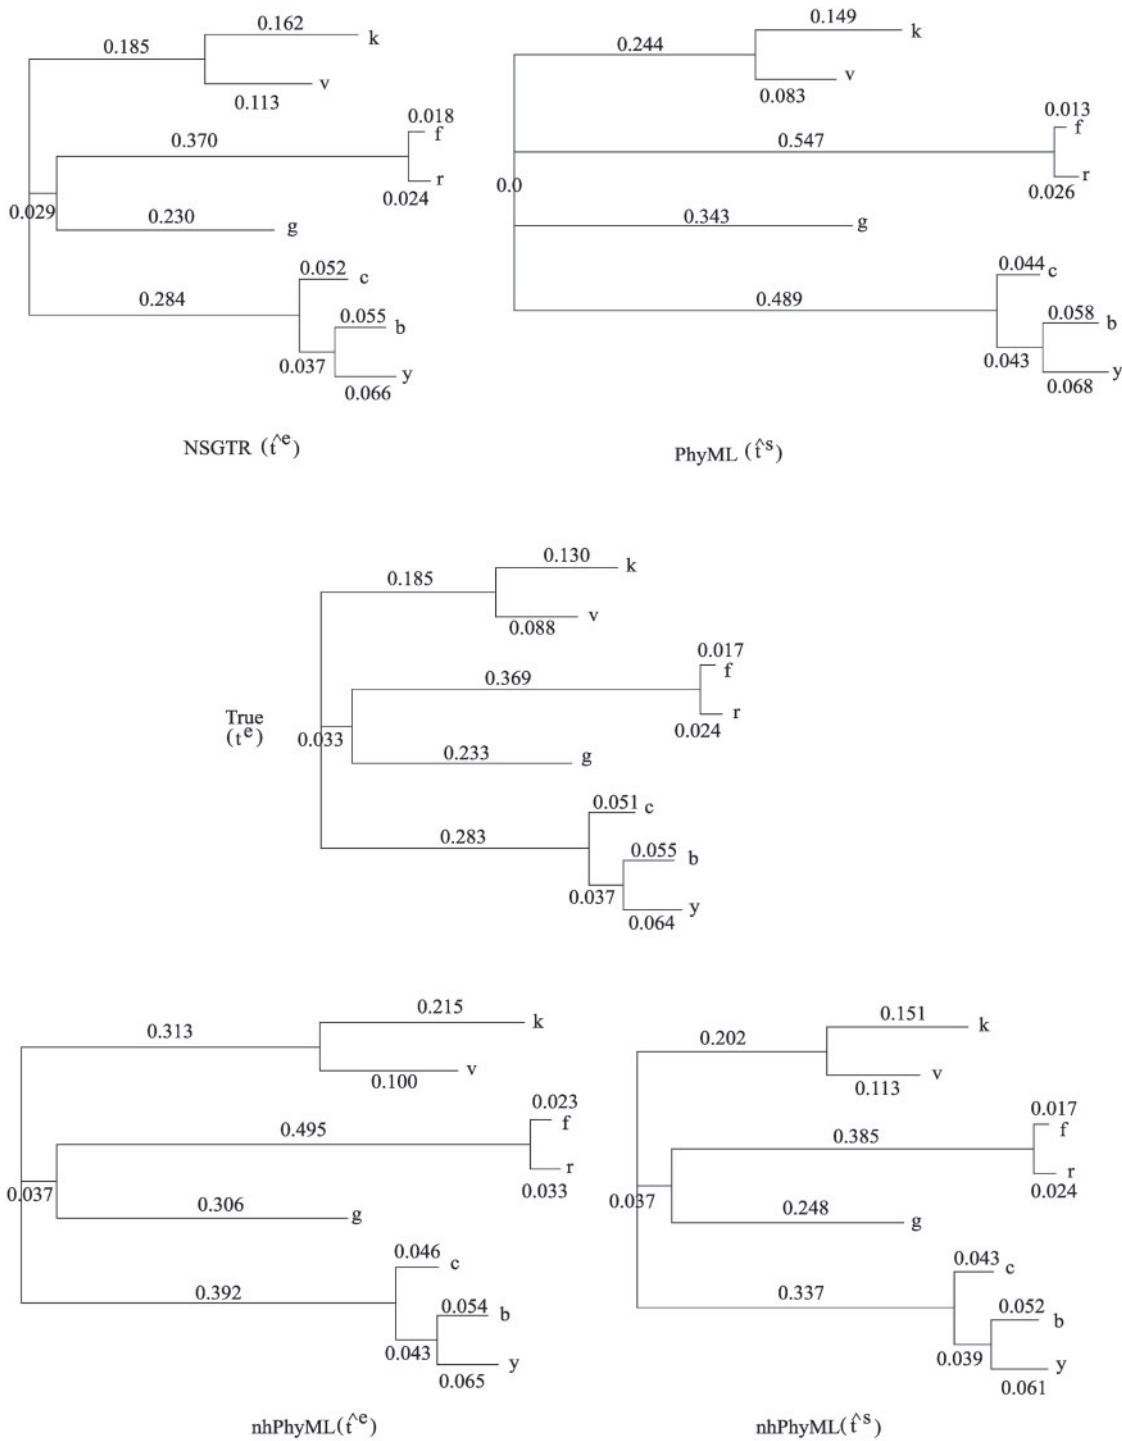 0.162
k
0.185
v
0.113
0.018
f
0.370
r
0.024
0.029
0.230
g
0.052
c
0.284
0.055
b
0.037
y
0.066
NSGTR (t̂ᵉ)
0.149
k
0.244
v
0.083
0.013
f
0.547
r
0.026
0.0
0.343
g
0.044
c
0.489
0.058
b
0.043
y
0.068
PhyML (t̂ˢ)
0.130
k
0.185
v
0.088
0.017
f
0.369
r
0.024
True
(tᵉ)
0.033
0.233
g
0.051
c
0.283
0.055
b
0.037
y
0.064
0.215
k
0.313
v
0.100
0.023
f
0.495
r
0.033
0.037
0.306
g
0.046
c
0.392
0.054
b
0.043
y
0.065
nhPhyML(t̂ᵉ)
0.151
k
0.202
v
0.113
0.017
f
0.385
r
0.024
0.037
0.248
g
0.043
c
0.337
0.052
b
0.039
y
0.061
nhPhyML(t̂ˢ)